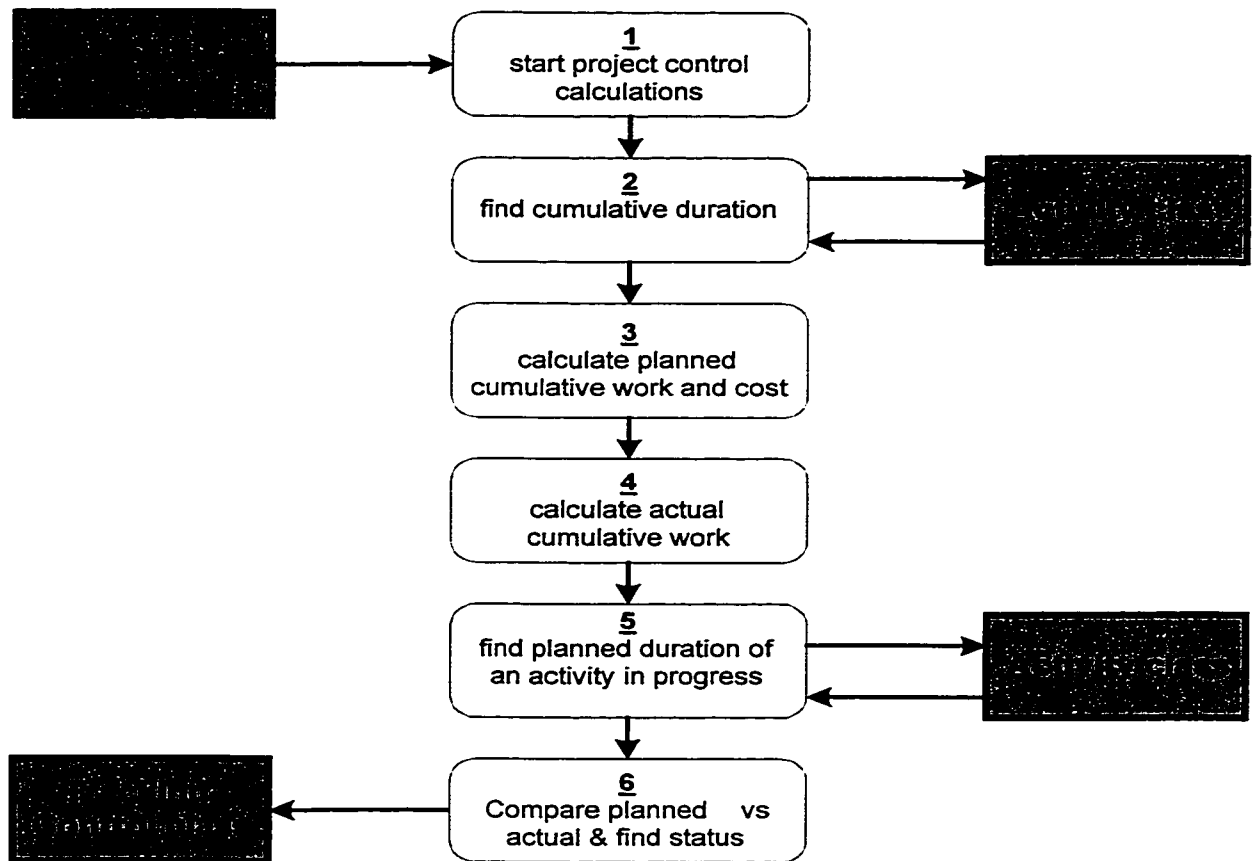 1
start project control
calculations
2
find cumulative duration
3
calculate planned
cumulative work and cost
4
calculate actual
cumulative work
5
find planned duration of
an activity in progress
6
Compare planned vs
actual & find status